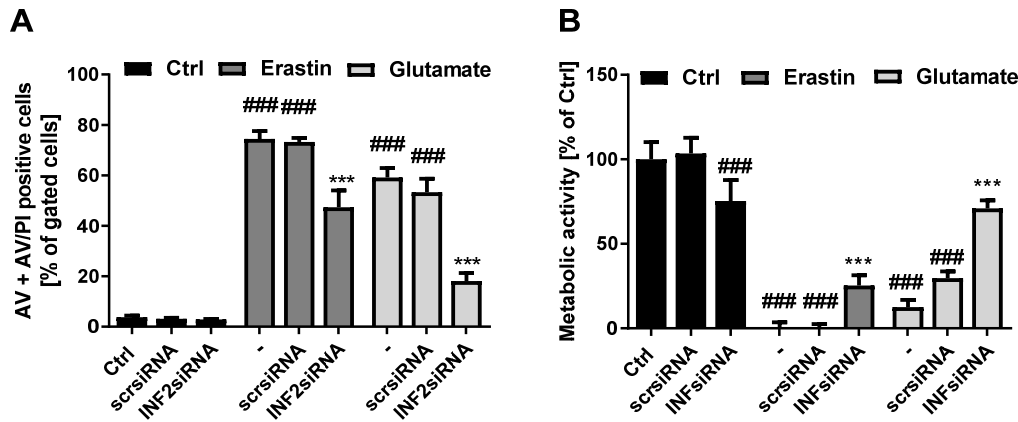 A
Ctrl Erastin Glutamate
AV + AV/PI positive cells
[% of gated cells]
100
80
60
40
20
0
### ### *** ### ### ***
Ctrl scrsiRNA INF2siRNA - scrsiRNA INF2siRNA - scrsiRNA INF2siRNA
B
Ctrl Erastin Glutamate
Metabolic activity [% of Ctrl]
150
100
50
0
### ### ### *** ### ### ***
Ctrl scrsiRNA INFsiRNA - scrsiRNA INFsiRNA - scrsiRNA INFsiRNA